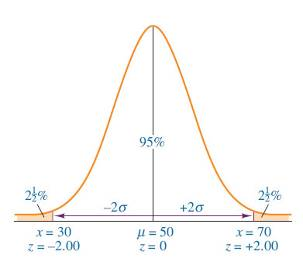 95%
2½% 2½%
–2σ +2σ
x = 30 μ = 50 x = 70
z = –2.00 z = 0 z = +2.00